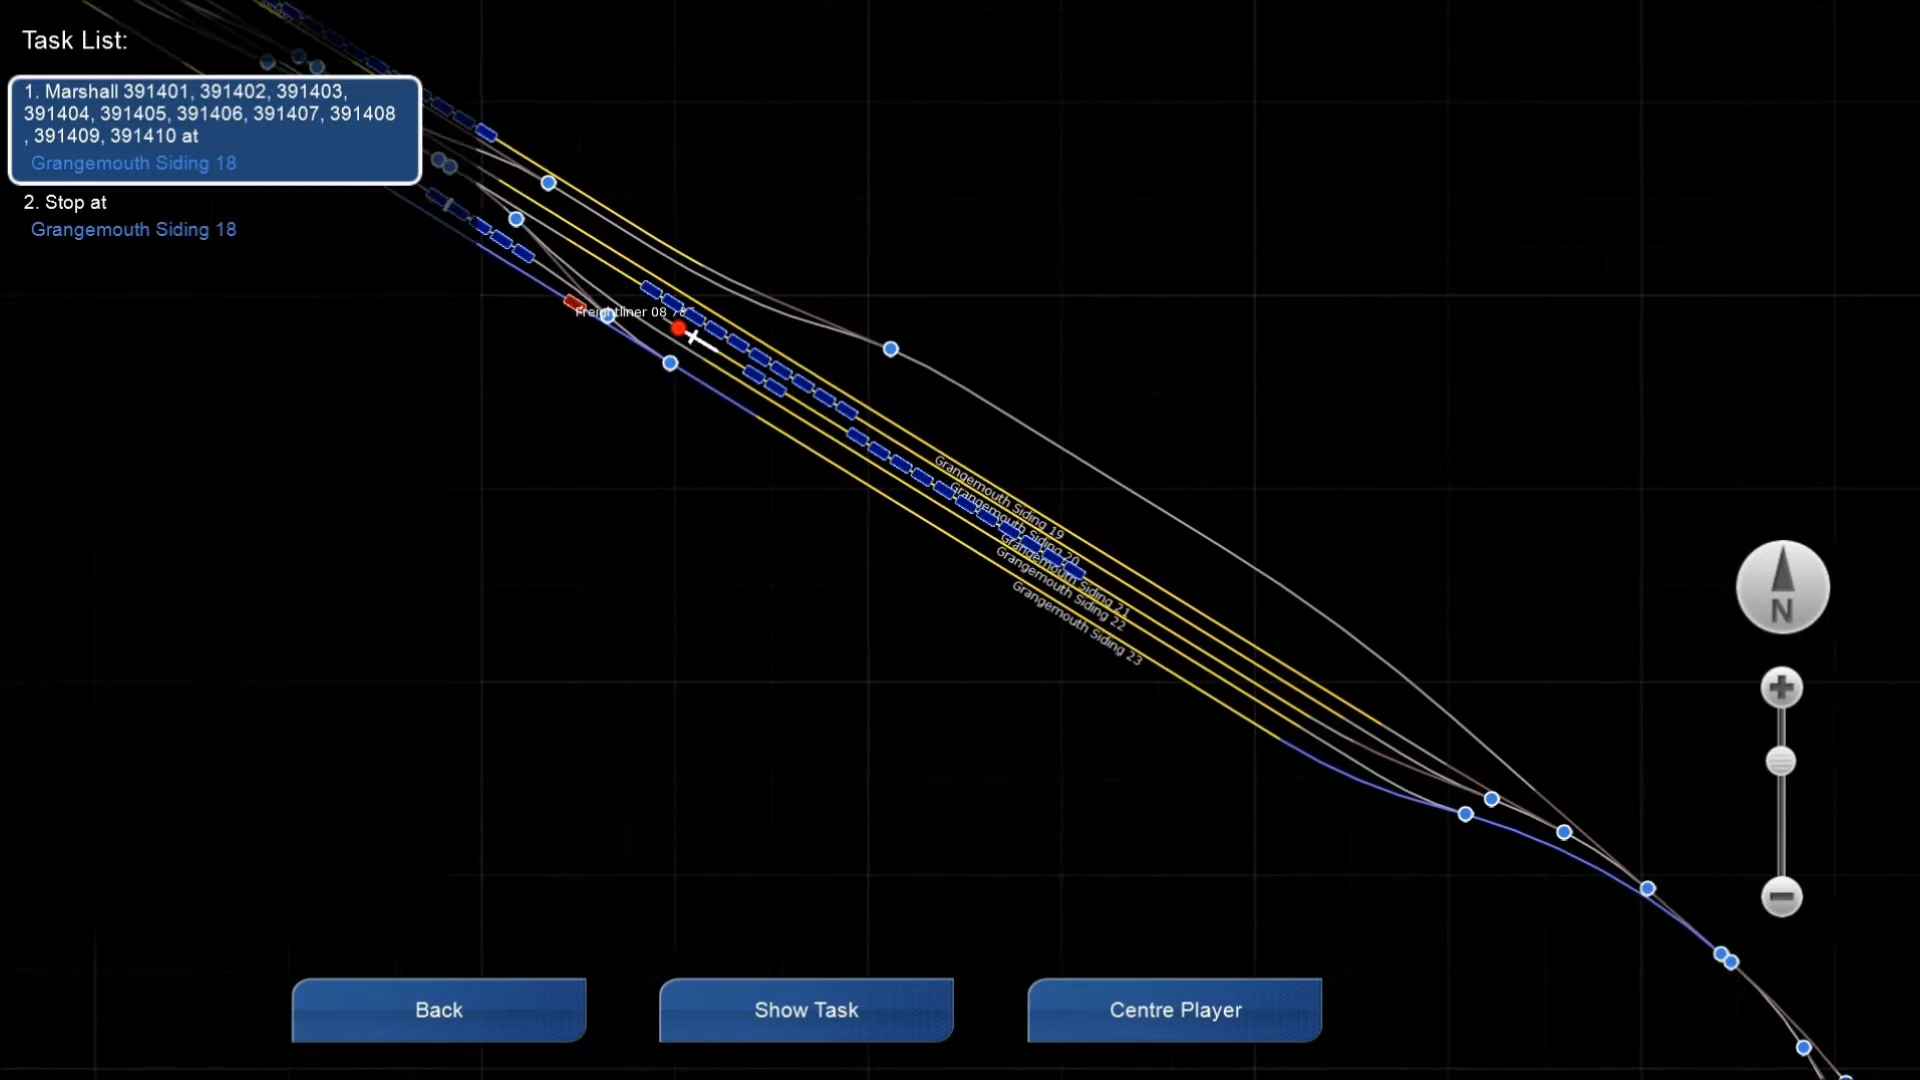 Task List:
1. Marshall 391401, 391402, 391403,
391404, 391405, 391406, 391407, 391408
, 391409, 391410 at
Grangemouth Siding 18
2. Stop at
Grangemouth Siding 18
Freightliner 08
Grangemouth Siding 19
Grangemouth Siding 20
Grangemouth Siding 21
Grangemouth Siding 22
Grangemouth Siding 23
N
Back
Show Task
Centre Player